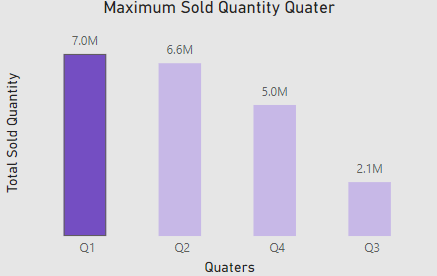 Maximum Sold Quantity Quater
7.0M
6.6M
5.0M
2.1M
Total Sold Quantity
Q1
Q2
Q4
Q3
Quaters